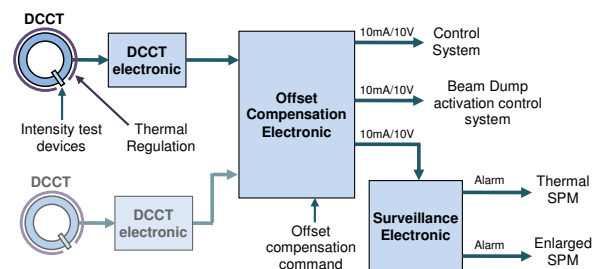 DCCT
DCCT
electronic
Intensity test
devices
Thermal
Regulation
DCCT
DCCT
electronic
Offset
Compensation
Electronic
Offset
compensation
command
10mA/10V
Control
System
10mA/10V
Beam Dump
activation control
system
10mA/10V
Surveillance
Electronic
Alarm
Thermal
SPM
Alarm
Enlarged
SPM